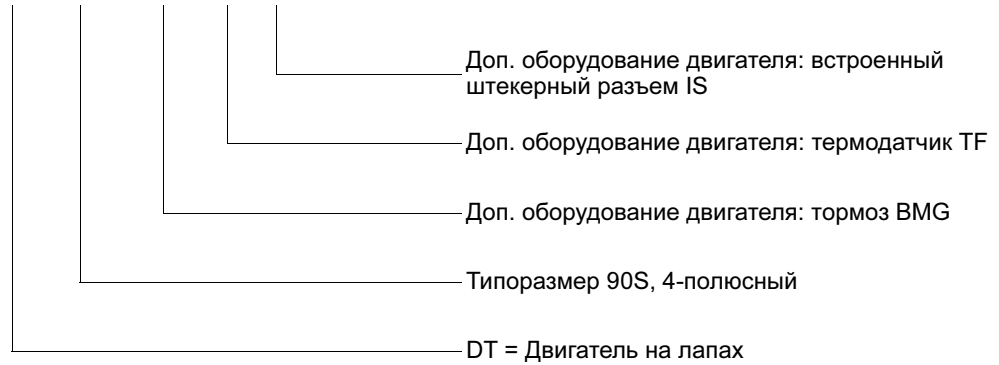 Доп. оборудование двигателя: встроенный
штекерный разъем IS
Доп. оборудование двигателя: термодатчик TF
Доп. оборудование двигателя: тормоз BMG
Типоразмер 90S, 4-полюсный
DT = Двигатель на лапах